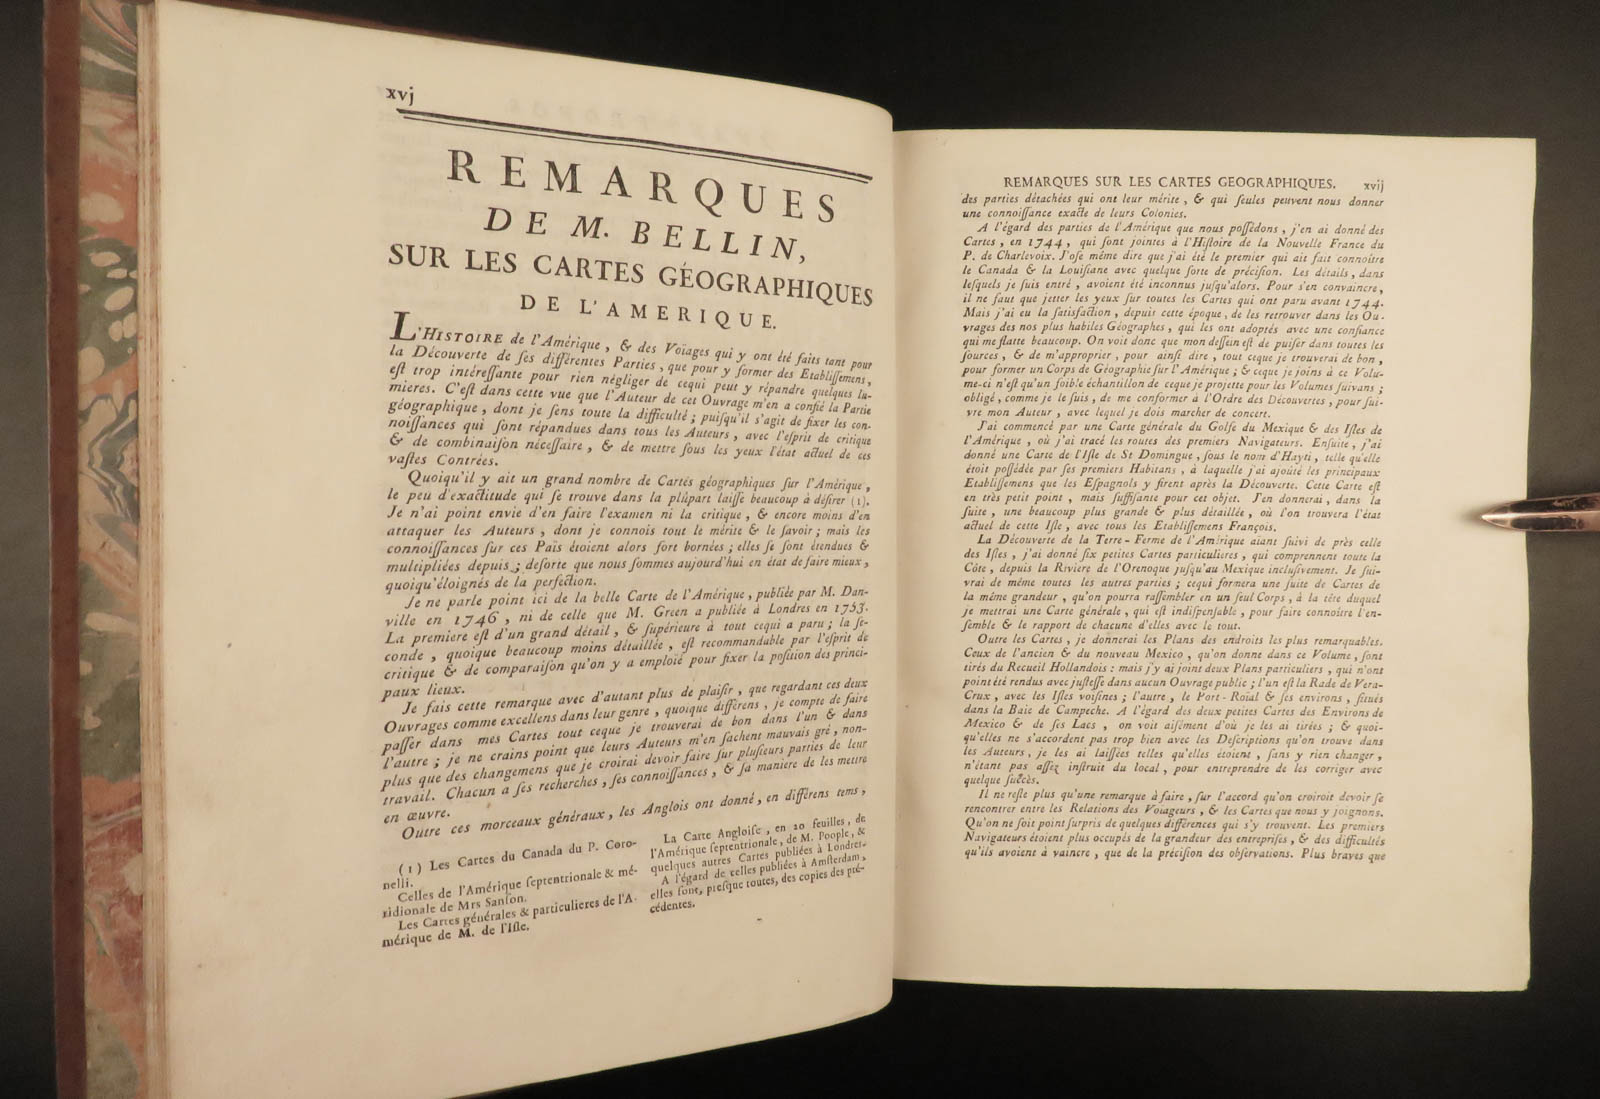 xvj
REMARQUES
DE M. BELLIN,
SUR LES CARTES GÉOGRAPHIQUES
DE L'AMERIQUE.
L'HISTOIRE de l'Amérique, & des Voïages qui y ont été faits tant pour
la Découverte de ſes différentes Parties, que pour y former des Etabliſſemens,
eſt trop intéreſſante pour rien négliger de cequi peut y répandre quelques lu-
mieres. C'eſt dans cette vue que l'Auteur de cet Ouvrage m'en a confié la Partie
géographique, dont je ſens toute la difficulté; puiſqu'il s'agit de fixer les con-
noiſſances qui ſont répandues dans tous les Auteurs, avec l'eſprit de critique
& de combinaiſon néceſſaire, & de mettre ſous les yeux l'état actuel de ces
vaſtes Contrées.
Quoiqu'il y ait un grand nombre de Cartes géographiques ſur l'Amérique,
le peu d'exactitude qui ſe trouve dans la plûpart laiſſe beaucoup à déſirer (1).
Je n'ai point envie d'en faire l'examen ni la critique, & encore moins d'en
attaquer les Auteurs, dont je connois tout le mérite & le ſavoir; mais les
connoiſſances ſur ces Païs étoient alors fort bornées; elles ſe ſont étendues &
multipliées depuis; deſorte que nous ſommes aujourd'hui en état de faire mieux,
quoiqu'éloignés de la perfection.
Je ne parle point ici de la belle Carte de l'Amérique, publiée par M. Dan-
ville en 1746, ni de celle que M. Green a publiée à Londres en 1753.
La premiere eſt d'un grand détail, & ſupérieure à tout cequi a paru; la ſe-
conde, quoique beaucoup moins détaillée, eſt recommandable par l'eſprit de
critique & de comparaiſon qu'on y a emploïé pour fixer la poſition des princi-
paux lieux.
Je fais cette remarque avec d'autant plus de plaiſir, que regardant ces deux
Ouvrages comme excellens dans leur genre, quoique différens, je compte de faire
paſſer dans mes Cartes tout ceque je trouverai de bon dans l'un & dans
l'autre; je ne crains point que leurs Auteurs m'en ſachent mauvais gré, non-
plus que des changemens que je croirai devoir faire ſur pluſieurs parties de leur
travail. Chacun a ſes recherches, ſes connoiſſances, & ſa maniere de les mettre
en œuvre.
Outre ces morceaux généraux, les Anglois ont donné, en différens tems,
(1) Les Cartes du Canada du P. Coro-
nelli.
Celles de l'Amérique ſeptentrionale & mé-
ridionale de Mrs Sanſon.
Les Cartes générales & particulieres de l'A-
mérique de M. de l'Iſle.
La Carte Angloiſe, en 20 feuilles, de
l'Amérique ſeptentrionale, de M. Poople, &
quelques autres Cartes publiées à Londres.
A l'égard de celles publiées à Amſterdam,
elles ſont, preſque toutes, des copies des pré-
cédentes.
REMARQUES SUR LES CARTES GEOGRAPHIQUES. xvij
des parties détachées qui ont leur mérite, & qui ſeules peuvent nous donner
une connoiſſance exacte de leurs Colonies.
A l'égard des parties de l'Amérique que nous poſſédons, j'en ai donné des
Cartes, en 1744, qui ſont jointes à l'Hiſtoire de la Nouvelle France du
P. de Charlevoix. J'oſe même dire que j'ai été le premier qui ait fait connoître
le Canada & la Louiſiane avec quelque ſorte de préciſion. Les détails, dans
leſquels je ſuis entré, avoient été inconnus juſqu'alors. Pour s'en convaincre,
il ne faut que jetter les yeux ſur toutes les Cartes qui ont paru avant 1744.
Mais j'ai eu la ſatisfaction, depuis cette époque, de les retrouver dans les Ou-
vrages des nos plus habiles Géographes, qui les ont adoptés avec une confiance
qui me flatte beaucoup. On voit donc que mon deſſein eſt de puiſer dans toutes les
ſources, & de m'approprier, pour ainſi dire, tout ceque je trouverai de bon,
pour former un Corps de Géographie ſur l'Amérique; & ceque je joins à ce Volu-
me-ci n'eſt qu'un foible échantillon de ceque je projette pour les Volumes ſuivans;
obligé, comme je le ſuis, de me conformer à l'Ordre des Découvertes, pour ſui-
vre mon Auteur, avec lequel je dois marcher de concert.
J'ai commencé par une Carte générale du Golfe du Mexique & des Iſles de
l'Amérique, où j'ai tracé les routes des premiers Navigateurs. Enſuite, j'ai
donné une Carte de l'Iſle de St Domingue, ſous le nom d'Hayti, telle qu'elle
étoit poſſédée par ſes premiers Habitans, à laquelle j'ai ajoûté les principaux
Etabliſſemens que les Eſpagnols y firent après la Découverte. Cette Carte eſt
en très petit point, mais ſuffiſante pour cet objet. J'en donnerai, dans la
ſuite, une beaucoup plus grande & plus détaillée, où l'on trouvera l'état
actuel de cette Iſle, avec tous les Etabliſſemens François.
La Découverte de la Terre-Ferme de l'Amérique aïant ſuivi de près celle
des Iſles, j'ai donné ſix petites Cartes particulieres, qui comprennent toute la
Côte, depuis la Riviere de l'Orenoque juſqu'au Mexique incluſivement. Je ſui-
vrai de même toutes les autres parties; cequi formera une ſuite de Cartes de
la même grandeur, qu'on pourra raſſembler en un ſeul Corps, à la tête duquel
je mettrai une Carte générale, qui eſt indiſpenſable, pour faire connoître l'en-
ſemble & le rapport de chacune d'elles avec le tout.
Outre les Cartes, je donnerai les Plans des endroits les plus remarquables.
Ceux de l'ancien & du nouveau Mexico, qu'on donne dans ce Volume, ſont
tirés du Recueil Hollandois: mais j'y ai joint deux Plans particuliers, qui n'ont
point été rendus avec juſteſſe dans aucun Ouvrage public; l'un eſt la Rade de Vera-
Crux, avec les Iſles voiſines; l'autre, le Port-Roïal & ſes environs, ſitués
dans la Baie de Campeche. A l'égard des deux petites Cartes des Environs de
Mexico & de ſes Lacs, on voit aiſément d'où je les ai tirées; & quoi-
qu'elles ne s'accordent pas trop bien avec les Deſcriptions qu'on trouve dans
les Auteurs, je les ai laiſſées telles qu'elles étoient, ſans y rien changer,
n'étant pas aſſez inſtruit du local, pour entreprendre de les corriger avec
quelque ſuccès.
Il ne reſte plus qu'une remarque à faire, ſur l'accord qu'on croiroit devoir ſe
rencontrer entre les Relations des Voïageurs, & les Cartes que nous y joignons.
Qu'on ne ſoit point ſurpris de quelques différences qui s'y trouvent. Les premiers
Navigateurs étoient plus occupés de la grandeur des entrepriſes, & des difficultés
qu'ils avoient à vaincre, que de la préciſion des obſervations. Plus braves que